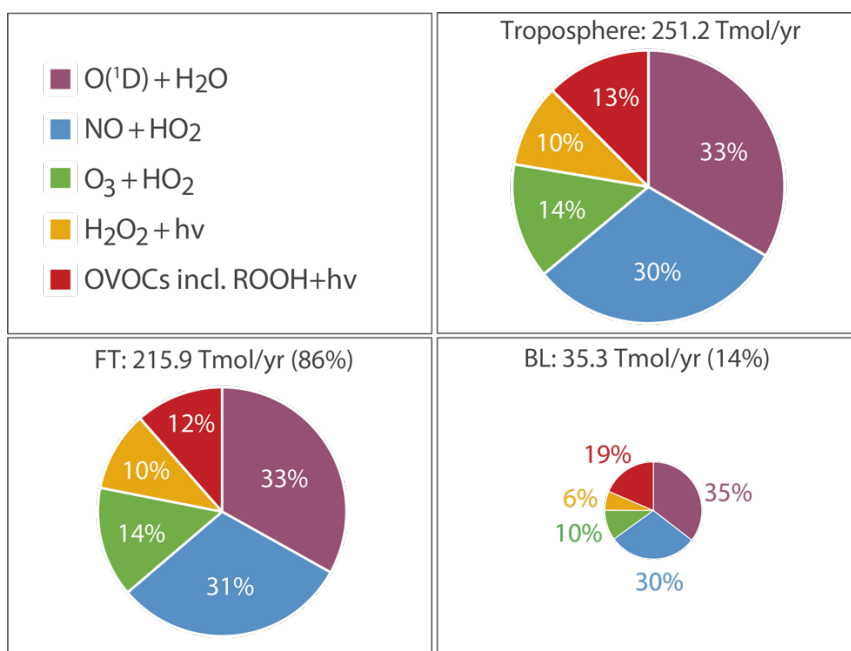 O(¹D) + H₂O
NO + HO₂
O₃ + HO₂
H₂O₂ + hv
OVOCs incl. ROOH+hv
Troposphere: 251.2 Tmol/yr
13%
33%
10%
14%
30%
FT: 215.9 Tmol/yr (86%)
12%
33%
10%
14%
31%
BL: 35.3 Tmol/yr (14%)
19%
35%
6%
10%
30%